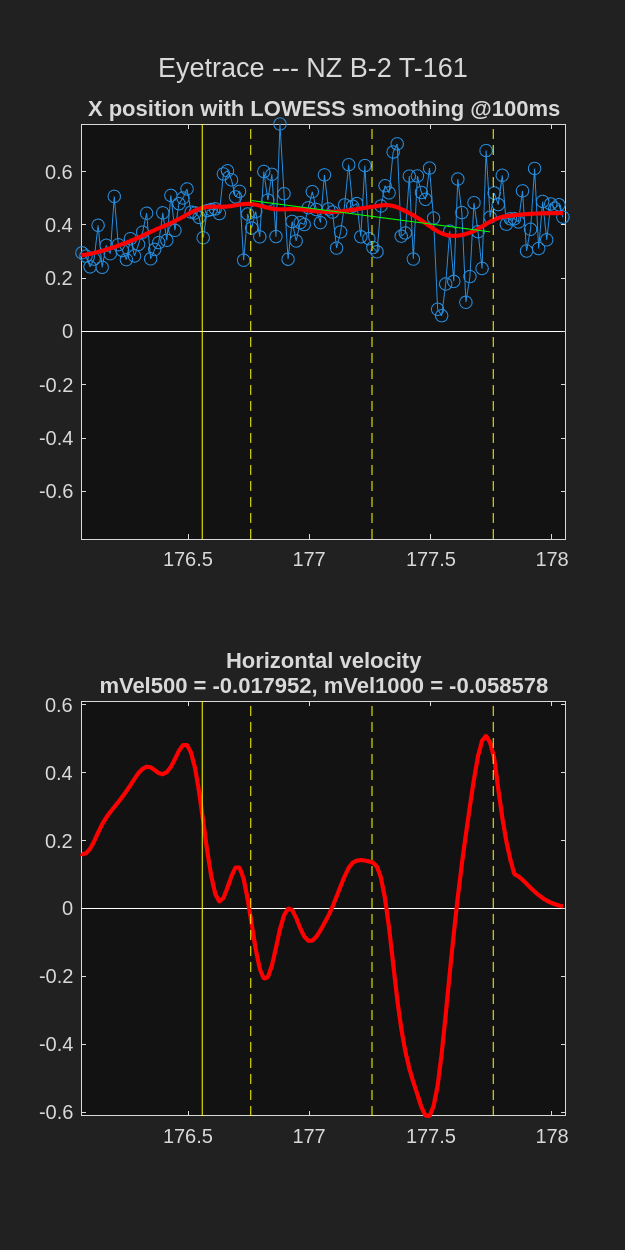 Eyetrace --- NZ B-2 T-161
X position with LOWESS smoothing @100ms
0.6
0.4
0.2
0
-0.2
-0.4
-0.6
176.5 177 177.5 178
Horizontal velocity
mVel500 = -0.017952, mVel1000 = -0.058578
0.6
0.4
0.2
0
-0.2
-0.4
-0.6
176.5 177 177.5 178